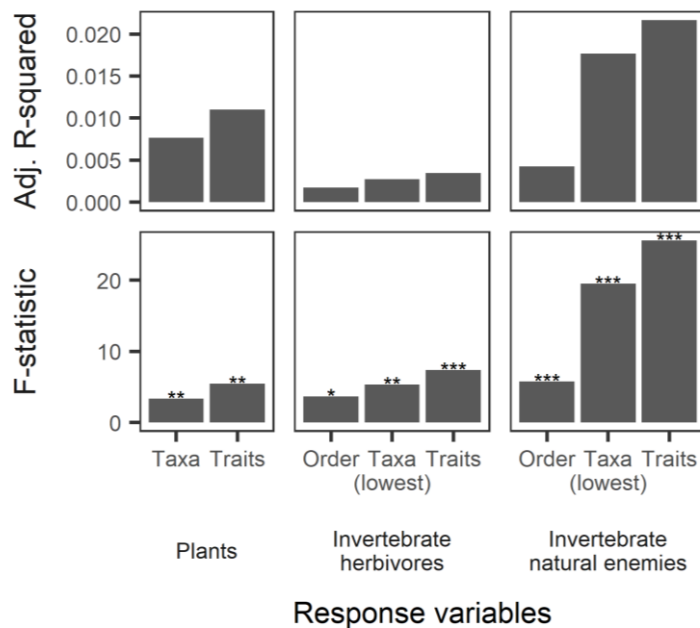 Adj. R-squared
0.020
0.015
0.010
0.005
0.000
F-statistic
20
10
0
** **
* ** ***
*** *** ***
Taxa Traits
Order Taxa Traits
(lowest)
Order Taxa Traits
(lowest)
Plants
Invertebrate
herbivores
Invertebrate
natural enemies
Response variables